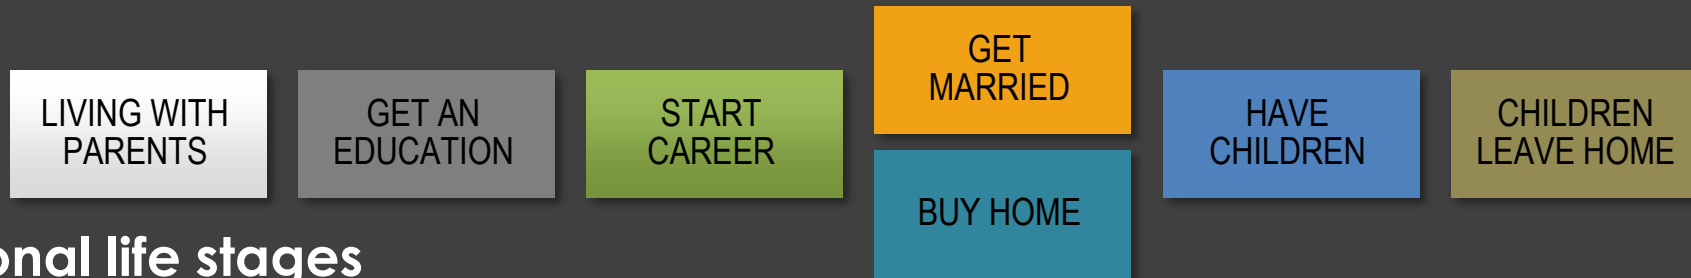 LIVING WITH
PARENTS
GET AN
EDUCATION
START
CAREER
GET
MARRIED
BUY HOME
HAVE
CHILDREN
CHILDREN
LEAVE HOME
life stages